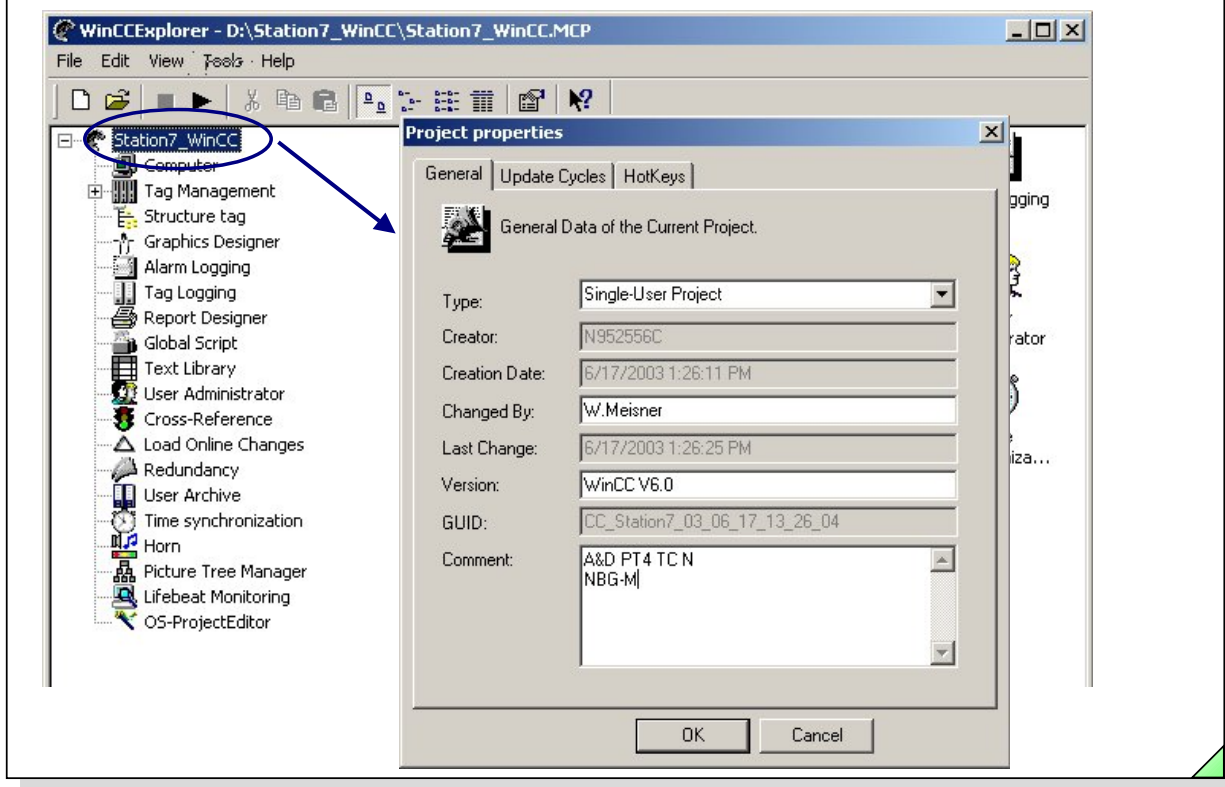 WinCCExplorer - D:\Station7_WinCC\Station7_WinCC.MCP
File Edit View Tools Help
Station7_WinCC
Computer
Tag Management
Structure tag
Graphics Designer
Alarm Logging
Tag Logging
Report Designer
Global Script
Text Library
User Administrator
Cross-Reference
Load Online Changes
Redundancy
User Archive
Time synchronization
Horn
Picture Tree Manager
Lifebeat Monitoring
OS-ProjectEditor
Project properties
General Update Cycles HotKeys
General Data of the Current Project.
Type: Single-User Project
Creator: N952556C
Creation Date: 6/17/2003 1:26:11 PM
Changed By: W.Meisner
Last Change: 6/17/2003 1:26:25 PM
Version: WinCC V6.0
GUID: CC_Station7_03_06_17_13_26_04
Comment: A&D PT4 TC N
NBG-M
OK Cancel
gging
rator
iza...